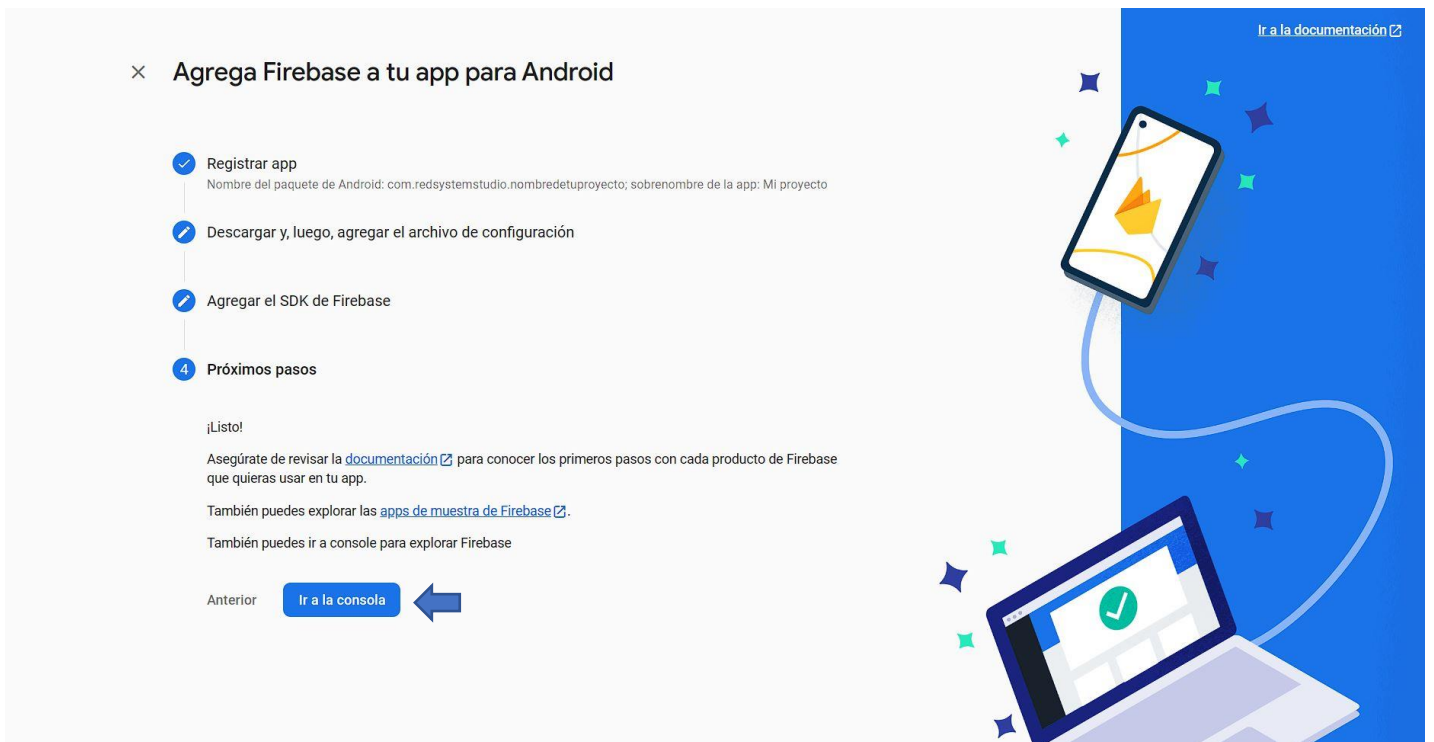 Ir a la documentación
Agrega Firebase a tu app para Android
Registrar app
Nombre del paquete de Android: com.redsystemstudio.nombredetuproyecto; sobrenombre de la app: Mi proyecto
Descargar y, luego, agregar el archivo de configuración
Agregar el SDK de Firebase
4 Próximos pasos
¡Listo!
Asegúrate de revisar la documentación para conocer los primeros pasos con cada producto de Firebase
que quieras usar en tu app.
También puedes explorar las apps de muestra de Firebase.
También puedes ir a console para explorar Firebase
Anterior Ir a la consola